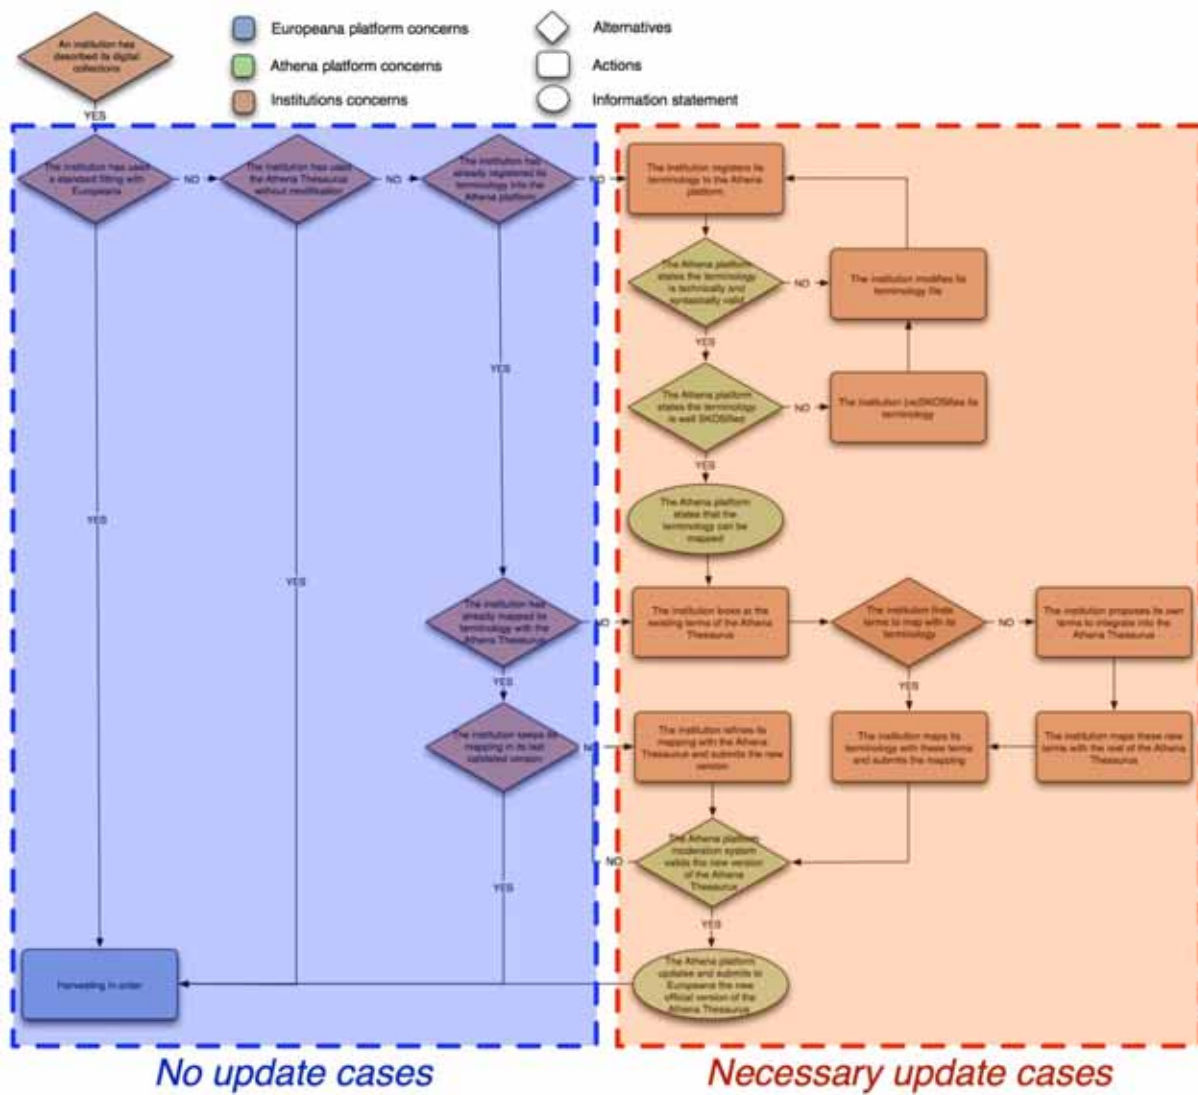 An institution has
described its digital
collections
Europeana platform concerns
Athena platform concerns
Institutions concerns
Alternatives
Actions
Information statement
YES
The institution has used
a standard fitting with
Europeana
NO
The institution has used
the Athena Thesaurus
without modification
NO
The institution has
already registered its
terminology into the
Athena platform
NO
The institution registers its
terminology to the Athena
platform
The Athena platform
states the terminology
is technically and
syntaxically valid
NO
The institution modifies its
terminology file
YES
YES
The Athena platform
states the terminology
is well SKOSified
NO
The institution (re)SKOSifies its
terminology
YES
The Athena platform
states that the
terminology can be
mapped
YES
YES
The institution has
already mapped its
terminology with the
Athena Thesaurus
NO
The institution looks at the
existing terms of the Athena
Thesaurus
The institution finds
terms to map with its
terminology
NO
The institution proposes its own
terms to integrate into the
Athena Thesaurus
YES
YES
The institution keeps its
mapping in its last
validated version
NO
The institution refines its
mapping with the Athena
Thesaurus and submits the new
version
The institution maps its
terminology with these terms
and submits the mapping
The institution maps these new
terms with the rest of the Athena
Thesaurus
The Athena platform
moderation system
valids the new version
of the Athena
Thesaurus
NO
YES
YES
Harvesting in order
The Athena platform
updates and submits to
Europeana the new
official version of the
Athena Thesaurus
No update cases
Necessary update cases